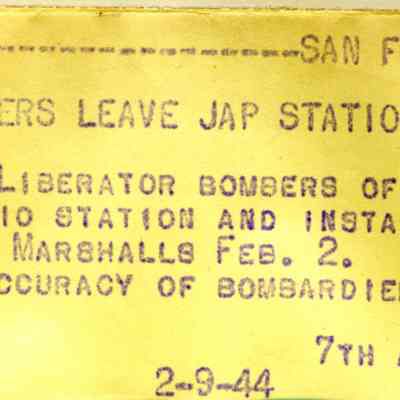 SAN F
ERS LEAVE JAP STATIO
LIBERATOR BOMBERS OF
IO STATION AND INSTA
MARSHALLS FEB. 2.
CCURACY OF BOMBARDIE
7TH A
2-9-44